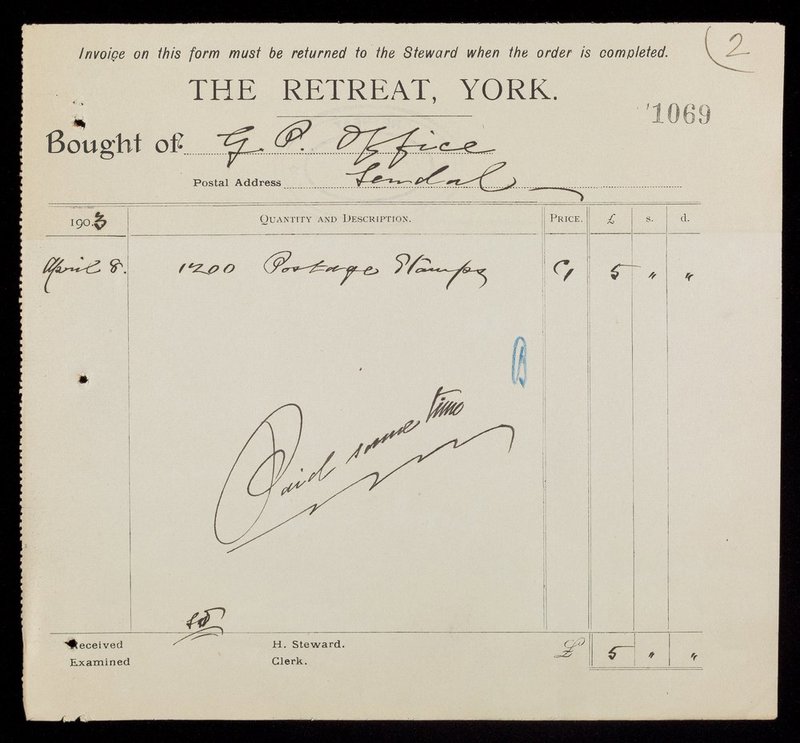 Invoice on this form must be returned to the Steward when the order is completed.
2
THE RETREAT, YORK.
1069
Bought of G. P. Office
Postal Address Lendal
1903 QUANTITY AND DESCRIPTION. PRICE. £ s. d.
April 8. 1200 Postage Stamps 5 " "
Paid same time
Received H. Steward. £ 5 " "
Examined Clerk.